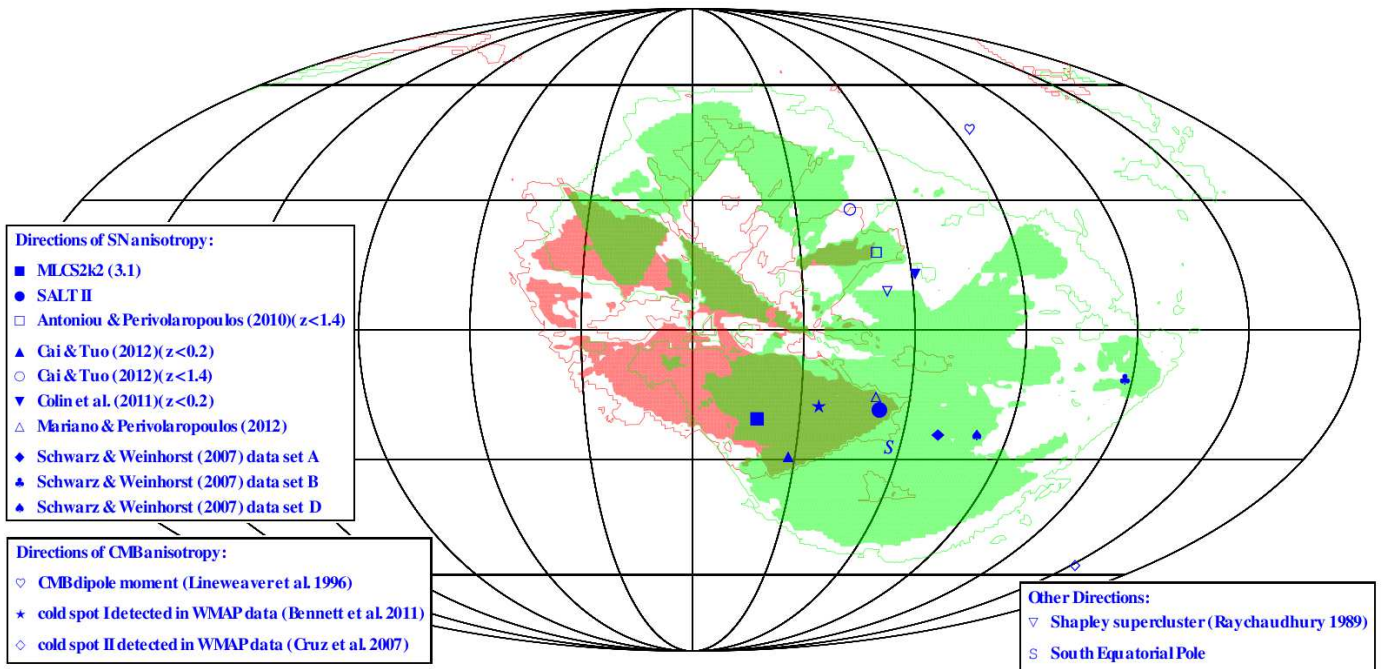 Directions of SN anisotropy:
■ MLCS2k2 (3.1)
● SALT II
□ Antoniou & Perivolaropoulos (2010)( z<1.4)
▲ Cai & Tuo (2012)( z<0.2)
○ Cai & Tuo (2012)( z<1.4)
▼ Colin et al. (2011)( z<0.2)
△ Mariano & Perivolaropoulos (2012)
◆ Schwarz & Weinhorst (2007) data set A
♣ Schwarz & Weinhorst (2007) data set B
♠ Schwarz & Weinhorst (2007) data set D
Directions of CMB anisotropy:
♡ CMB dipole moment (Lineweaver et al. 1996)
★ cold spot I detected in WMAP data (Bennett et al. 2011)
◇ cold spot II detected in WMAP data (Cruz et al. 2007)
S
Other Directions:
▽ Shapley supercluster (Raychaudhury 1989)
S South Equatorial Pole